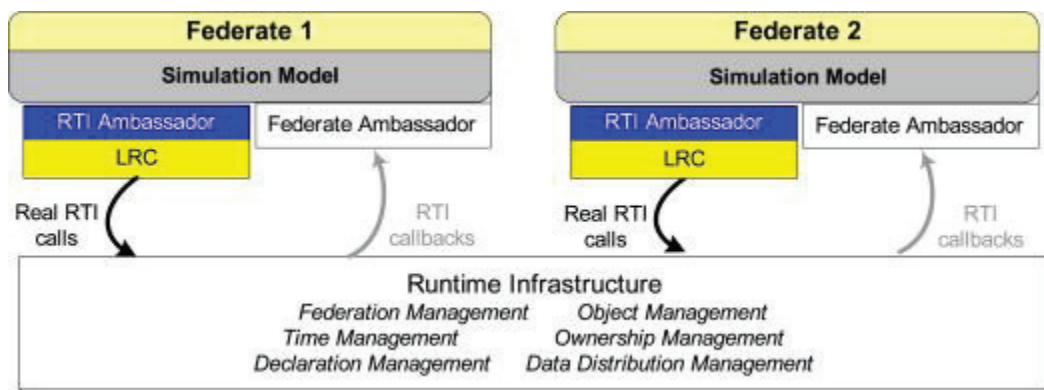 Federate 1
Simulation Model
RTI Ambassador
Federate Ambassador
LRC
Real RTI
calls
RTI
callbacks
Federate 2
Simulation Model
RTI Ambassador
Federate Ambassador
LRC
Real RTI
calls
RTI
callbacks
Runtime Infrastructure
Federation Management Object Management
Time Management Ownership Management
Declaration Management Data Distribution Management